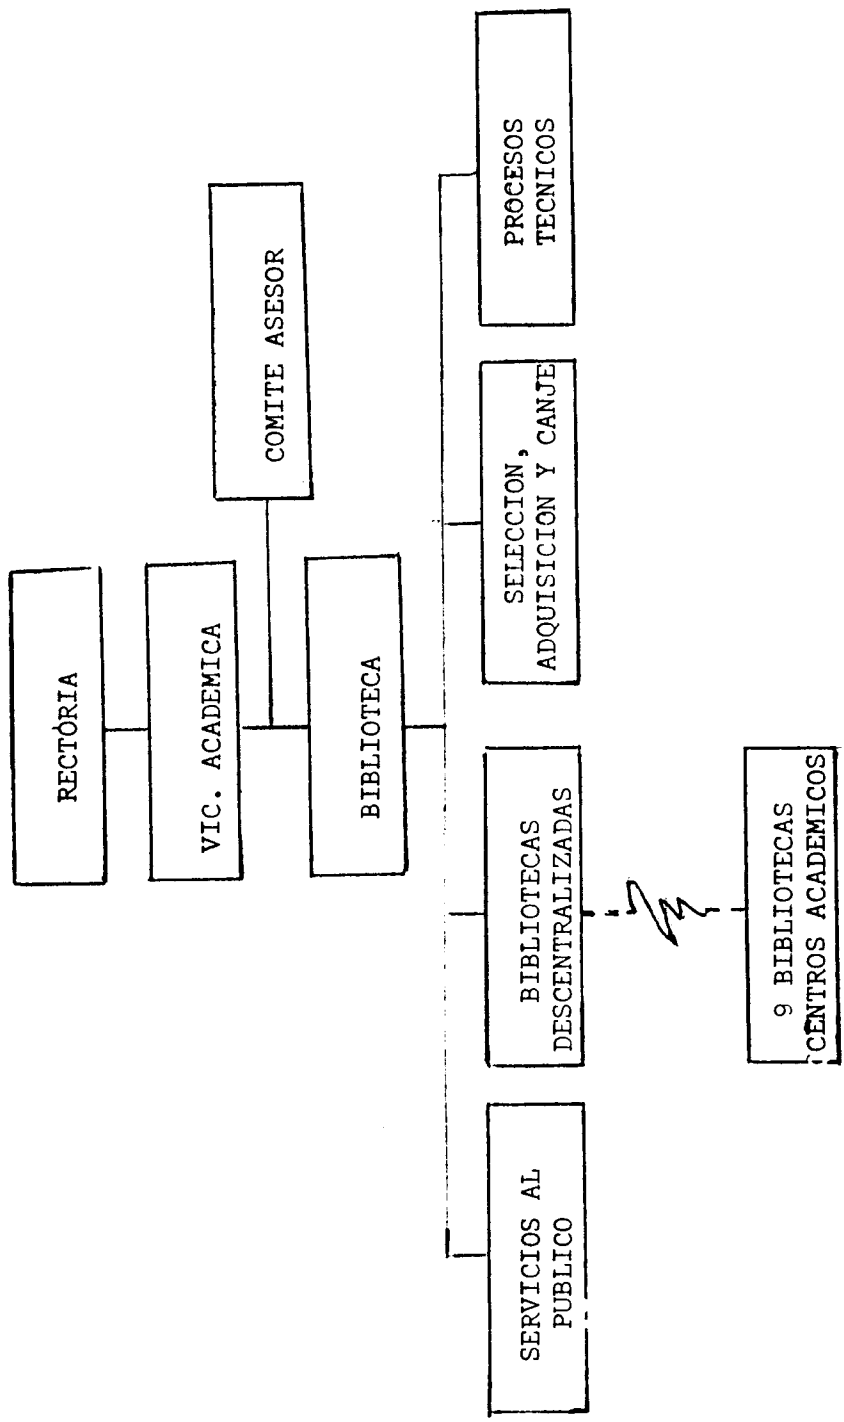 RECTÓRIA
VIC. ACADEMICA
COMITE ASESOR
BIBLIOTECA
SERVICIOS AL
PUBLICO
BIBLIOTECAS
DESCENTRALIZADAS
SELECCION,
ADQUISICION Y CANJE
PROCESOS
TECNICOS
9 BIBLIOTECAS
CENTROS ACADEMICOS